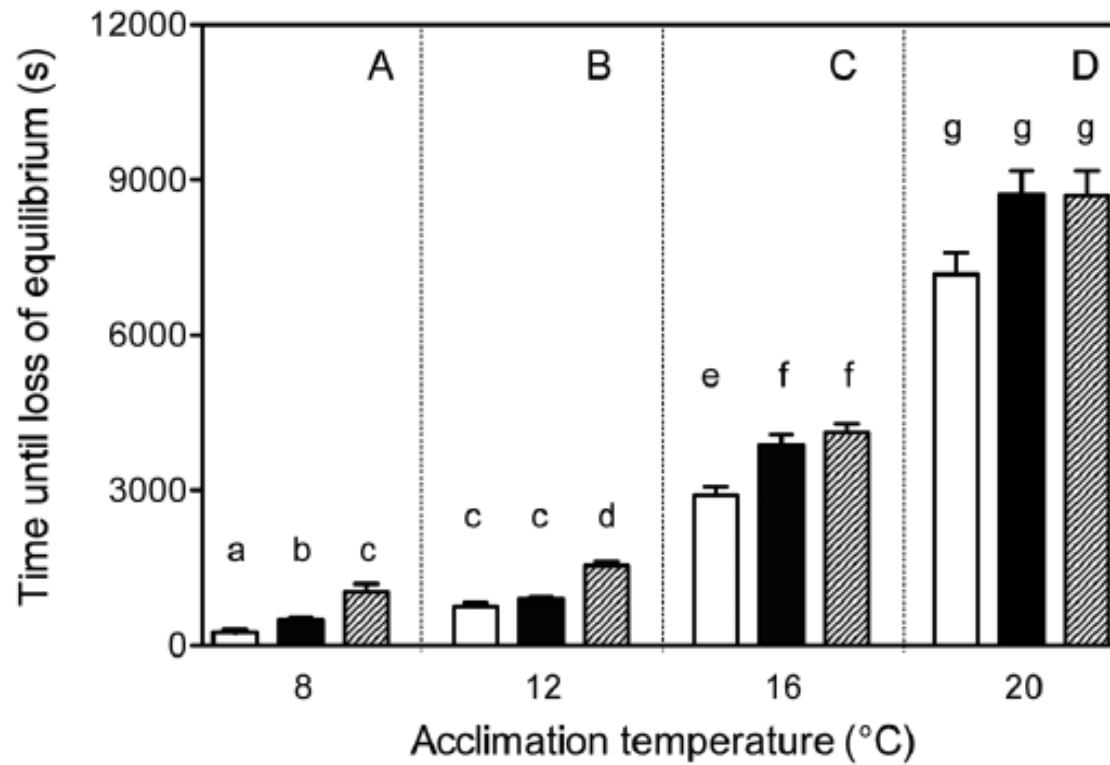 Time until loss of equilibrium (s)
12000
9000
6000
3000
0
A B C D
a b c
c c d
e f f
g g g
8 12 16 20
Acclimation temperature (°C)